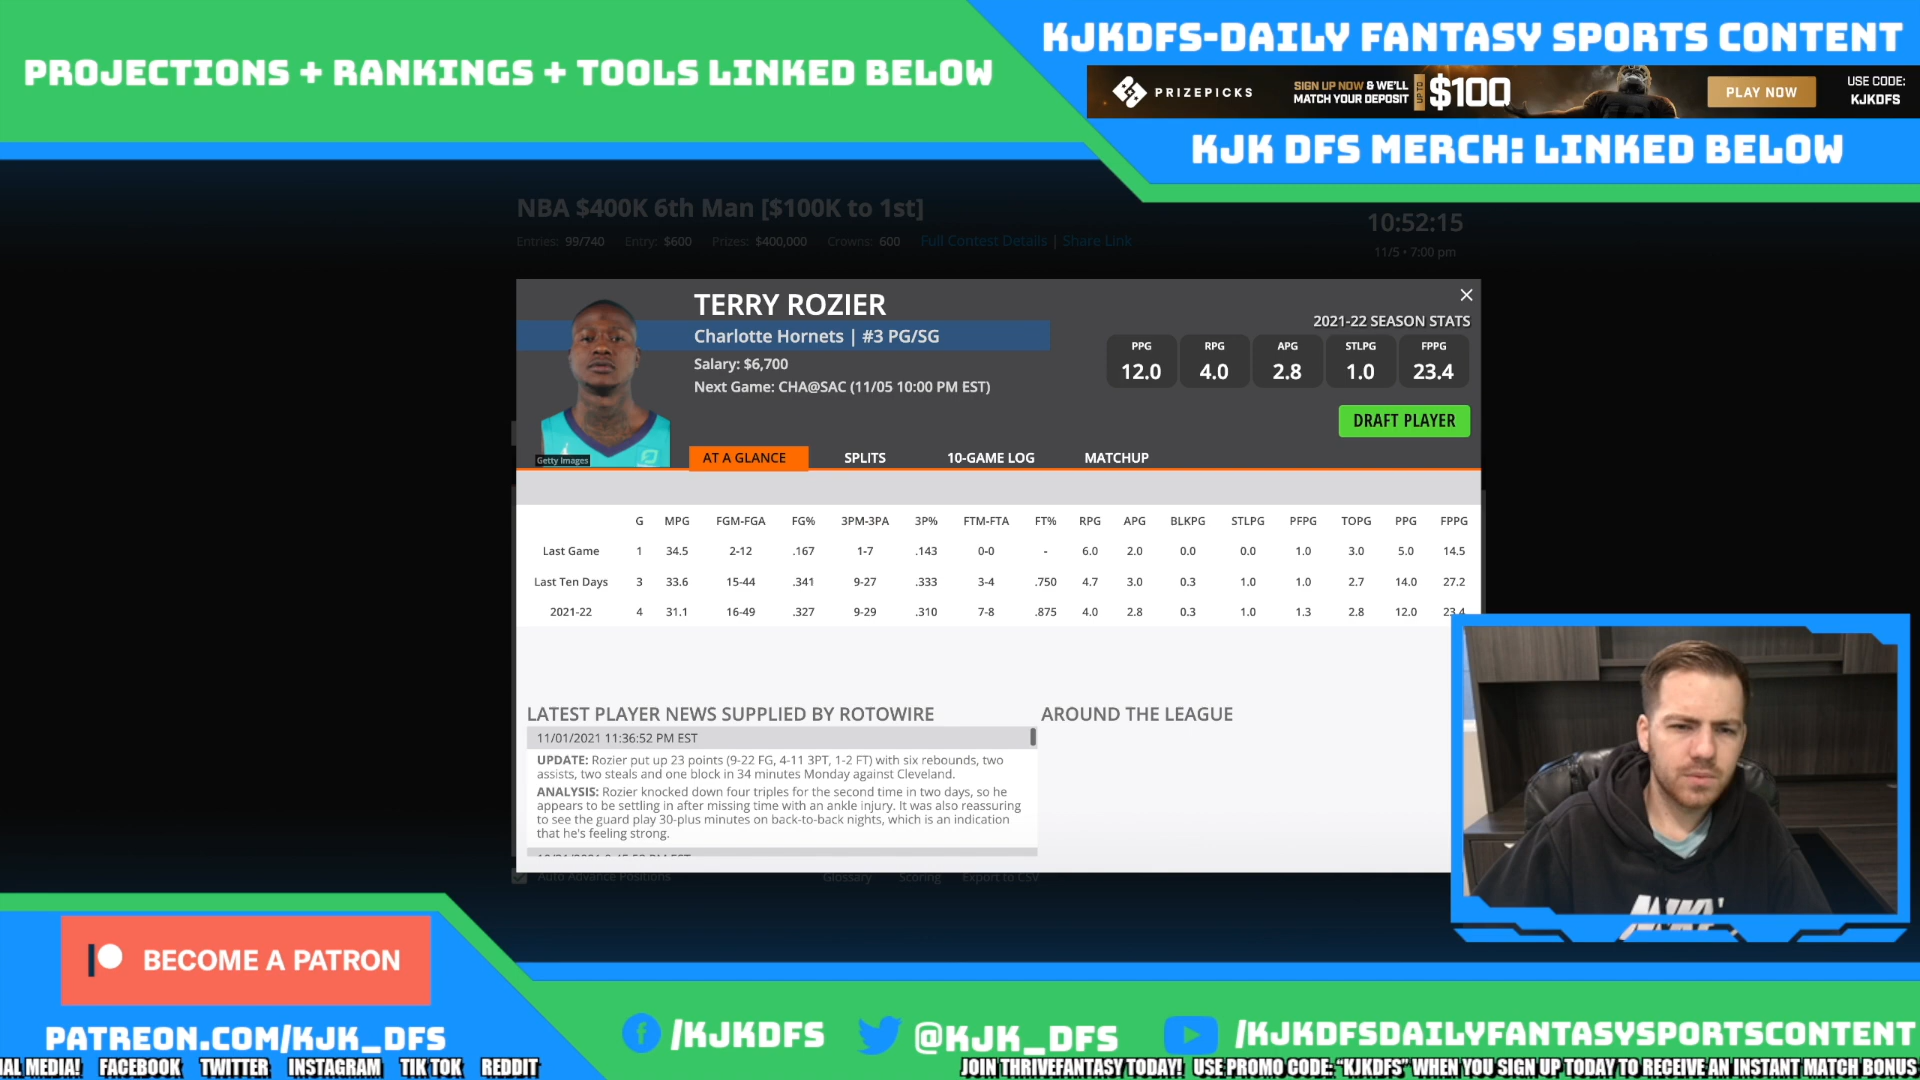 PROJECTIONS + RANKINGS + TOOLS LINKED BELOW
KJKDFS-DAILY FANTASY SPORTS CONTENT
PRIZEPICKS
SIGN UP NOW & WE'LL
MATCH YOUR DEPOSIT
UP TO
$100
PLAY NOW
USE CODE:
KJKDFS
KJK DFS MERCH: LINKED BELOW
NBA $400K 6th Man [$100K to 1st]
Entries: 99/740 Entry: $600 Prizes: $400,000 Crowns: 600 Full Contest Details | Share Link
10:52:15
11/5 • 7:00 pm
TERRY ROZIER
Charlotte Hornets | #3 PG/SG
Salary: $6,700
Next Game: CHA@SAC (11/05 10:00 PM EST)
Getty Images
2021-22 SEASON STATS
PPG RPG APG STLPG FPPG
12.0 4.0 2.8 1.0 23.4
DRAFT PLAYER
AT A GLANCE SPLITS 10-GAME LOG MATCHUP
G MPG FGM-FGA FG% 3PM-3PA 3P% FTM-FTA FT% RPG APG BLKPG STLPG PFPG TOPG PPG FPPG
Last Game 1 34.5 2-12 .167 1-7 .143 0-0 - 6.0 2.0 0.0 0.0 1.0 3.0 5.0 14.5
Last Ten Days 3 33.6 15-44 .341 9-27 .333 3-4 .750 4.7 3.0 0.3 1.0 1.0 2.7 14.0 27.2
2021-22 4 31.1 16-49 .327 9-29 .310 7-8 .875 4.0 2.8 0.3 1.0 1.3 2.8 12.0 23.4
LATEST PLAYER NEWS SUPPLIED BY ROTOWIRE
11/01/2021 11:36:52 PM EST
UPDATE: Rozier put up 23 points (9-22 FG, 4-11 3PT, 1-2 FT) with six rebounds, two
assists, two steals and one block in 34 minutes Monday against Cleveland.
ANALYSIS: Rozier knocked down four triples for the second time in two days, so he
appears to be settling in after missing time with an ankle injury. It was also reassuring
to see the guard play 30-plus minutes on back-to-back nights, which is an indication
that he's feeling strong.
AROUND THE LEAGUE
Auto Advance Positions Glossary Scoring Export to CSV
BECOME A PATRON
PATREON.COM/KJK_DFS
/KJKDFS
@KJK_DFS
/KJKDFSDAILYFANTASYSPORTSCONTENT
IAL MEDIA! FACEBOOK TWITTER INSTAGRAM TIKTOK REDDIT
JOIN THRIVEFANTASY TODAY! USE PROMO CODE: "KJKDFS" WHEN YOU SIGN UP TODAY TO RECEIVE AN INSTANT MATCH BONUS